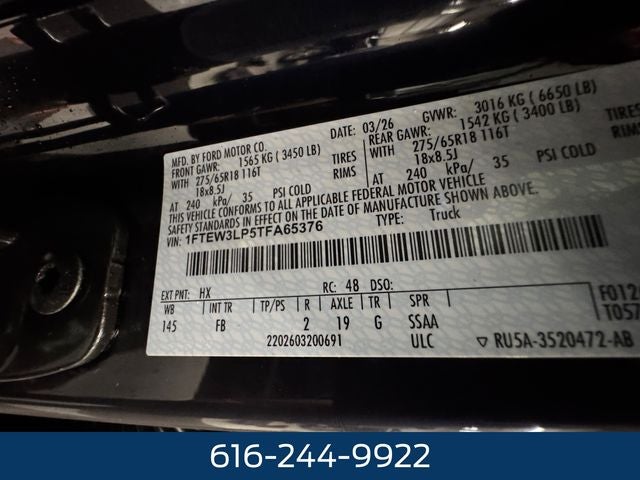 MFD. BY FORD MOTOR CO.
DATE: 03/26 GVWR: 3016 KG (6650 LB)
FRONT GAWR: 1565 KG (3450 LB) REAR GAWR: 1542 KG (3400 LB)
WITH 275/65R18 116T TIRES WITH 275/65R18 116T TIRES
18x8.5J RIMS 18x8.5J RIMS
AT 240 kPa/ 35 PSI COLD AT 240 kPa/ 35 PSI COLD
THIS VEHICLE CONFORMS TO ALL APPLICABLE FEDERAL MOTOR VEHICLE
SAFETY STANDARDS IN EFFECT ON THE DATE OF MANUFACTURE SHOWN ABOVE.
VIN: 1FTEW3LP5TFA65376 TYPE: Truck
EXT PNT: HX RC: 48 DSO: F012
WB INT TR TP/PS R AXLE TR SPR T057
145 FB 2 19 G SSAA
2202603200691 ULC RU5A-3520472-AB
616-244-9922